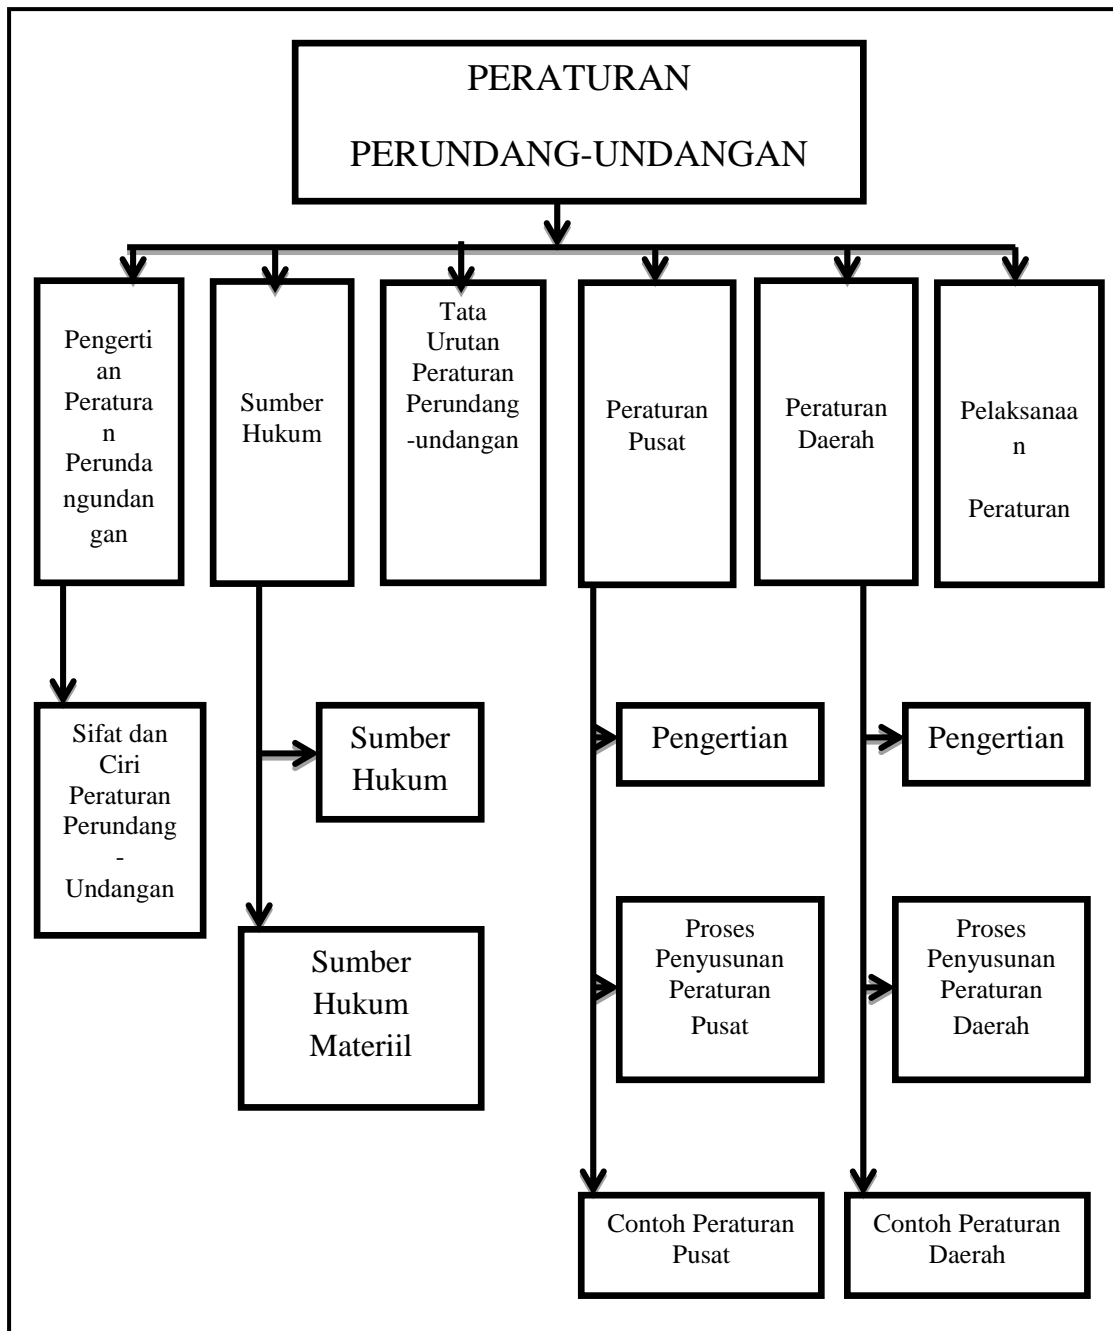 PERATURAN
PERUNDANG-UNDANGAN
Pengerti
an
Peratura
n
Perunda
ngundan
gan
Sumber
Hukum
Tata
Urutan
Peraturan
Perundang
-undangan
Peraturan
Pusat
Peraturan
Daerah
Pelaksanaa
n
Peraturan
Sifat dan
Ciri
Peraturan
Perundang
-
Undangan
Sumber
Hukum
Pengertian
Pengertian
Sumber
Hukum
Materiil
Proses
Penyusunan
Peraturan
Pusat
Proses
Penyusunan
Peraturan
Daerah
Contoh Peraturan
Pusat
Contoh Peraturan
Daerah